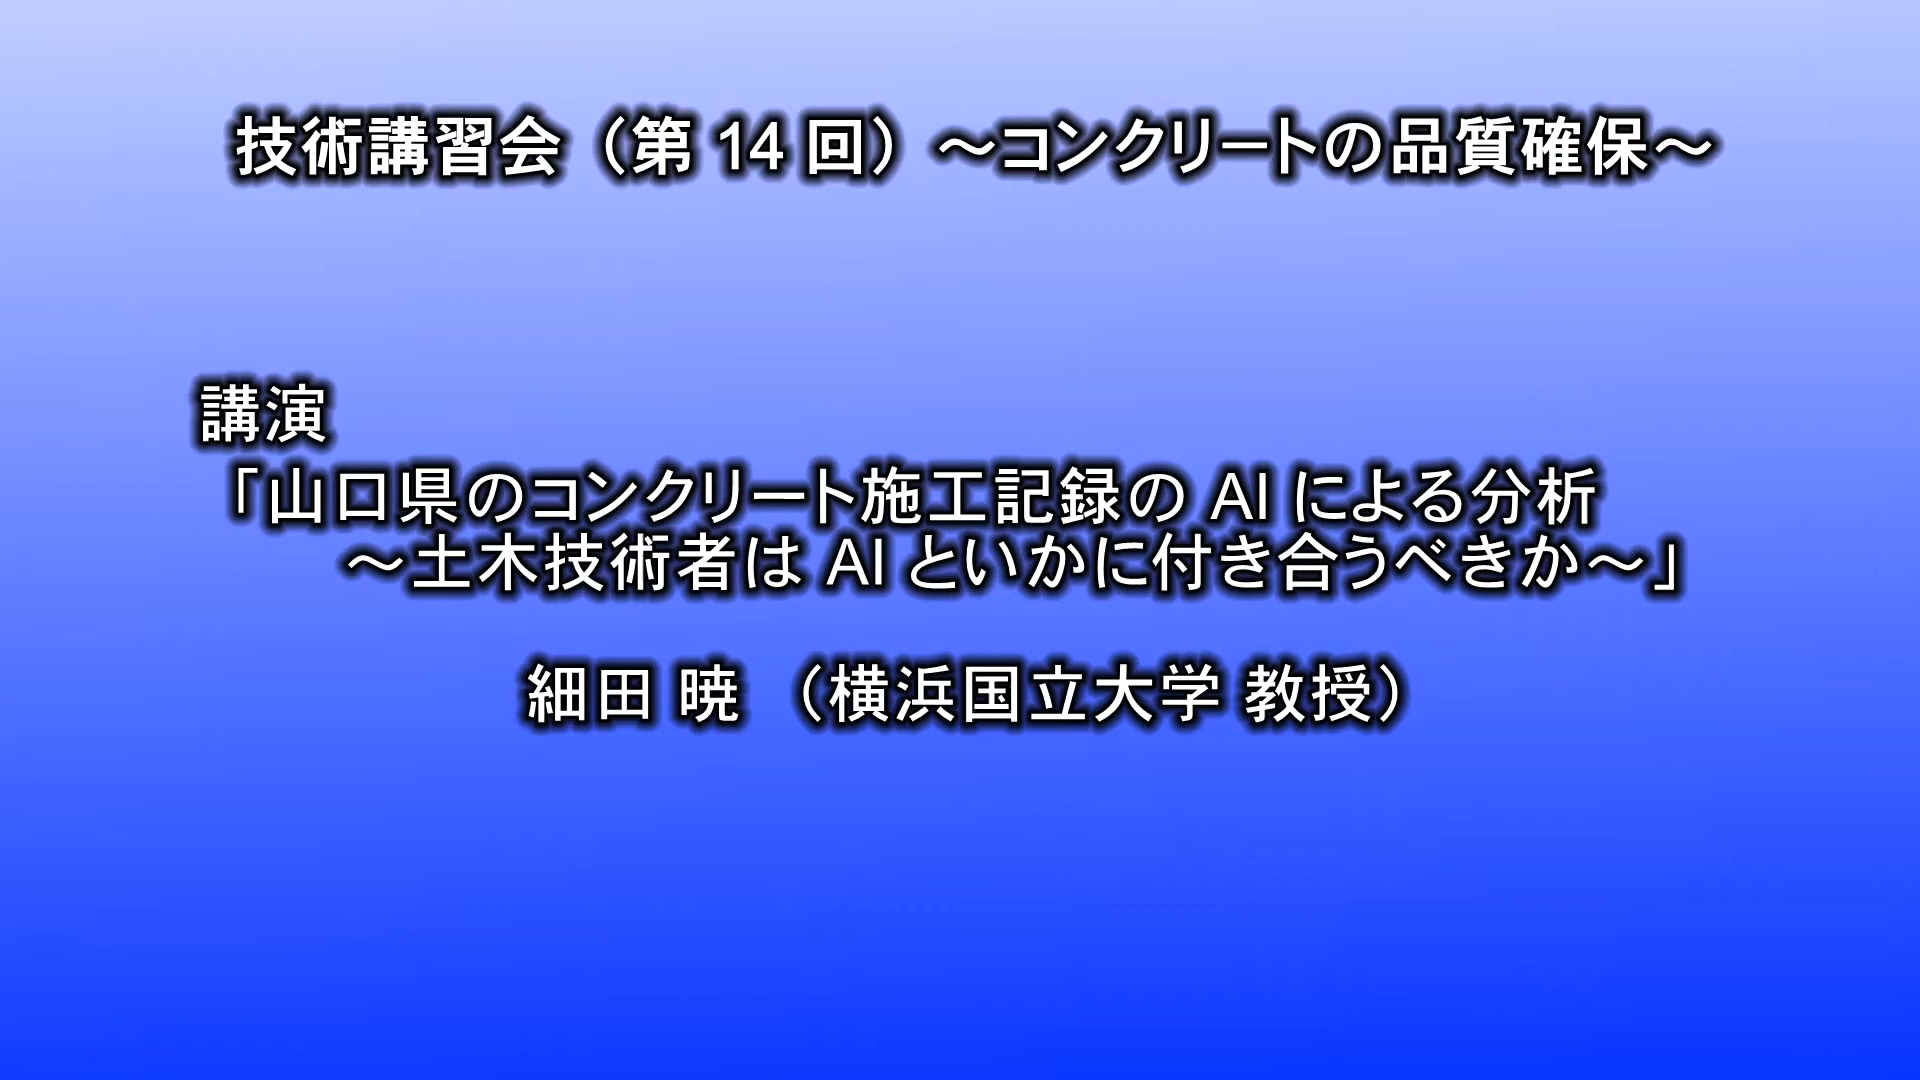 技術講習会（第 14 回）～コンクリートの品質確保～
講演
「山口県のコンクリート施工記録の AI による分析
～土木技術者は AI といかに付き合うべきか～」
細田 暁 （横浜国立大学 教授）